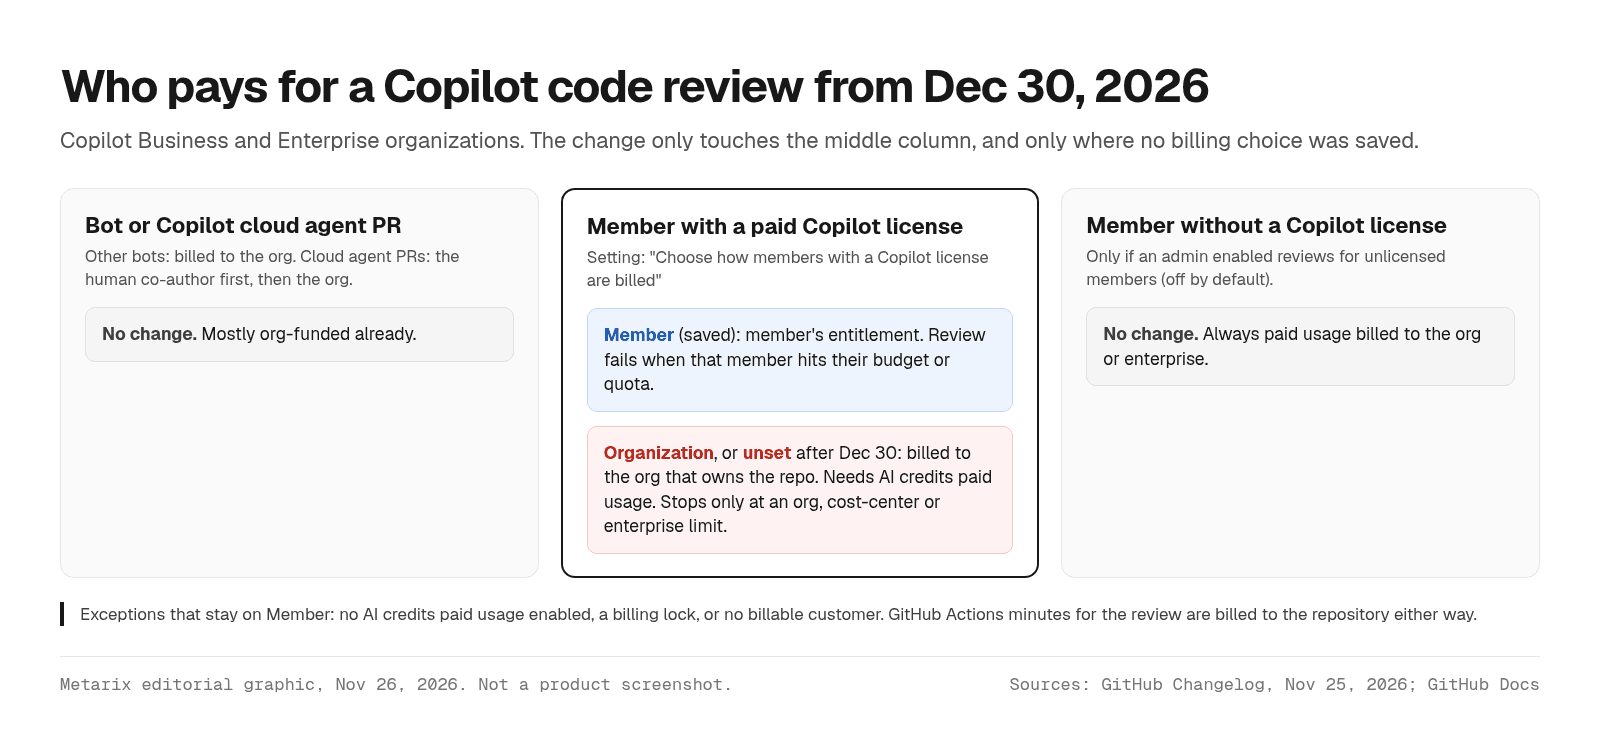 Who pays for a Copilot code review from Dec 30, 2026
Copilot Business and Enterprise organizations. The change only touches the middle column, and only where no billing choice was saved.
Bot or Copilot cloud agent PR
Other bots: billed to the org. Cloud agent PRs: the
human co-author first, then the org.
No change. Mostly org-funded already.
Member with a paid Copilot license
Setting: "Choose how members with a Copilot license
are billed"
Member (saved): member's entitlement. Review
fails when that member hits their budget or
quota.
Organization, or unset after Dec 30: billed to
the org that owns the repo. Needs AI credits paid
usage. Stops only at an org, cost-center or
enterprise limit.
Member without a Copilot license
Only if an admin enabled reviews for unlicensed
members (off by default).
No change. Always paid usage billed to the org
or enterprise.
Exceptions that stay on Member: no AI credits paid usage enabled, a billing lock, or no billable customer. GitHub Actions minutes for the review are billed to the repository either way.
Metarix editorial graphic, Nov 26, 2026. Not a product screenshot.
Sources: GitHub Changelog, Nov 25, 2026; GitHub Docs